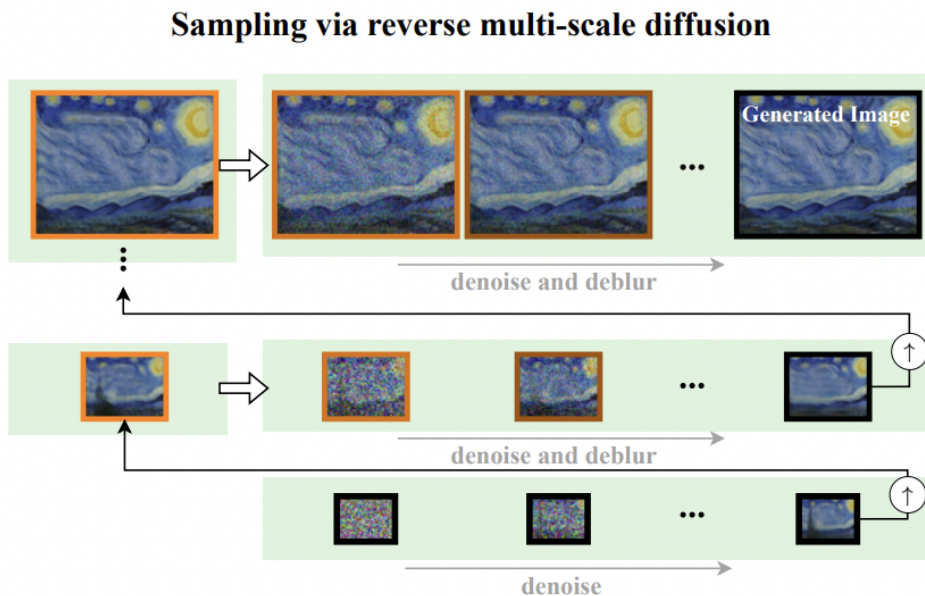 Sampling via reverse multi-scale diffusion
Generated Image
...
denoise and deblur
↑
...
denoise and deblur
↑
...
denoise